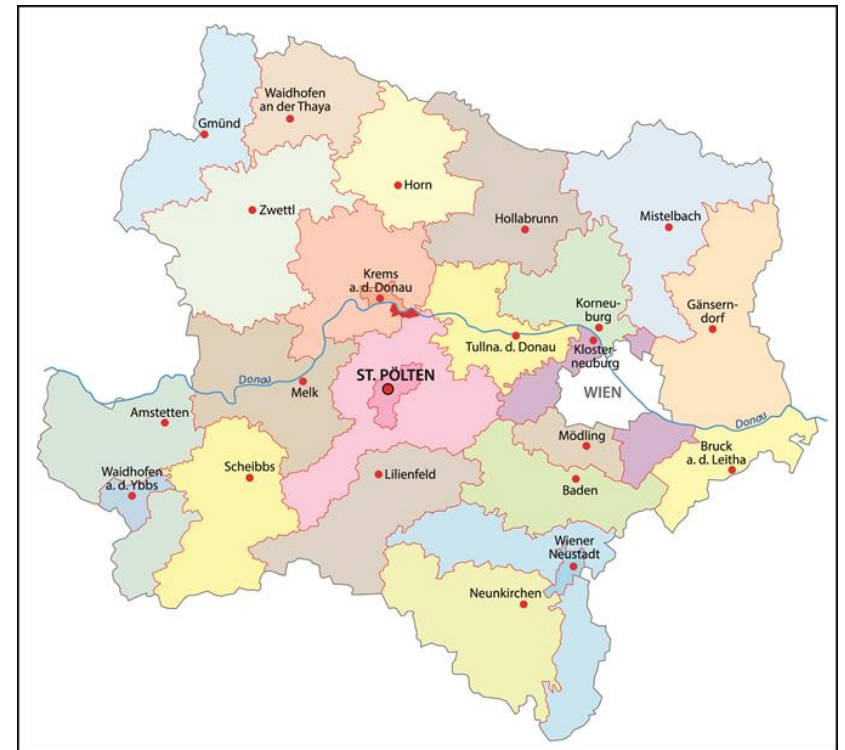 Waidhofen
an der Thaya
Gmünd
Horn
Zwettl
Hollabrunn
Mistelbach
Krems
a. d. Donau
Korneu-
burg
Gänsern-
dorf
Tullna. d. Donau
Kloster-
neuburg
ST. PÖLTEN
WIEN
Donau
Melk
Amstetten
Donau
Mödling
Bruck
a. d. Leitha
Waidhofen
a. d. Ybbs
Scheibbs
Lilienfeld
Baden
Wiener
Neustadt
Neunkirchen